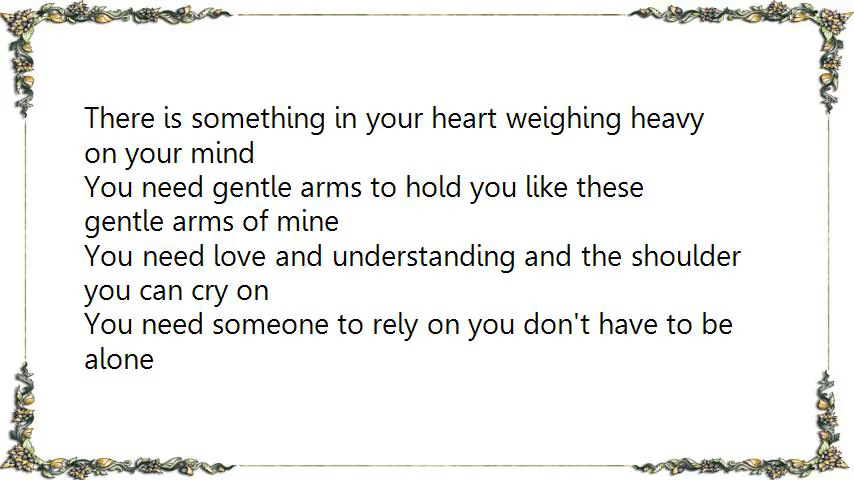 There is something in your heart weighing heavy
on your mind
You need gentle arms to hold you like these
gentle arms of mine
You need love and understanding and the shoulder
you can cry on
You need someone to rely on you don't have to be
alone